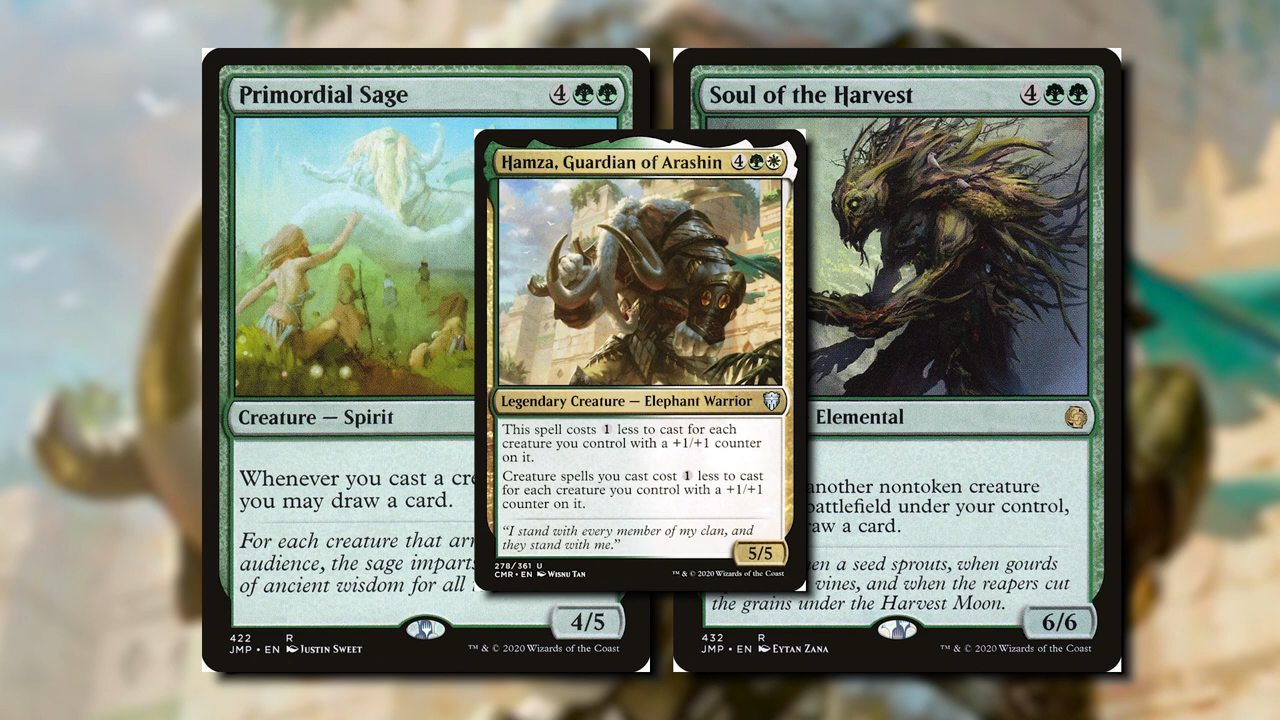 Primordial Sage 4
Creature — Spirit
Whenever you cast a cre
you may draw a card.
For each creature that arr
audience, the sage imparts
of ancient wisdom for all
4/5
422 R
JMP • EN JUSTIN SWEET
™ & © 2020 Wizards of the Coast
Hamza, Guardian of Arashin 4
Legendary Creature — Elephant Warrior
This spell costs 1 less to cast for each
creature you control with a +1/+1 counter
on it.
Creature spells you cast cost 1 less to cast
for each creature you control with a +1/+1
counter on it.
“I stand with every member of my clan, and
they stand with me.”
5/5
278/361 U
CMR • EN WISNU TAN
™ & © 2020 Wizards of the Coast
Soul of the Harvest 4
Elemental
another nontoken creature
battlefield under your control,
aw a card.
en a seed sprouts, when gourds
vines, and when the reapers cut
the grains under the Harvest Moon.
6/6
432 R
JMP • EN EYTAN ZANA
™ & © 2020 Wizards of the Coast